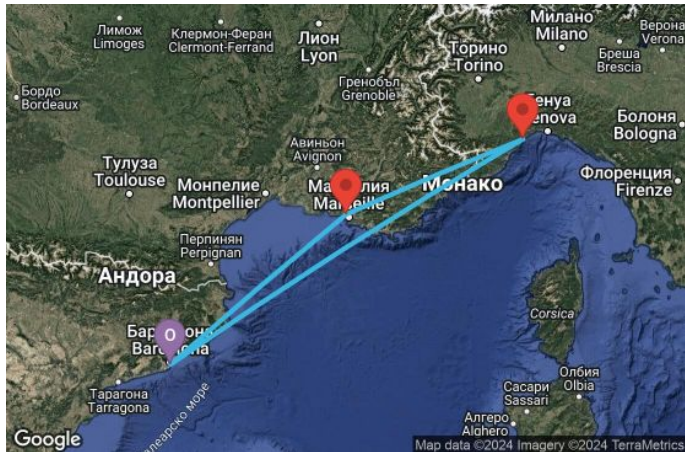 Лимож
Limoges
Клермон-Феран
Clermont-Ferrand
Лион
Lyon
Милано
Milano
Верона
Verona
Бреша
Brescia
Торино
Torino
Гренобъл
Grenoble
Бордо
Bordeaux
Болоня
Bologna
Авиньон
Avignon
Тулуза
Toulouse
Монпелие
Montpellier
Marseille
Монако
Флоренция
Firenze
Перпинян
Perpignan
Андора
Corsica
O
Тарагона
Tarragona
море
Олбия
Olbia
Сасари
Sassari
Алгеро
Alghero
Google
Map data ©2024 Imagery ©2024 TerraMetrics